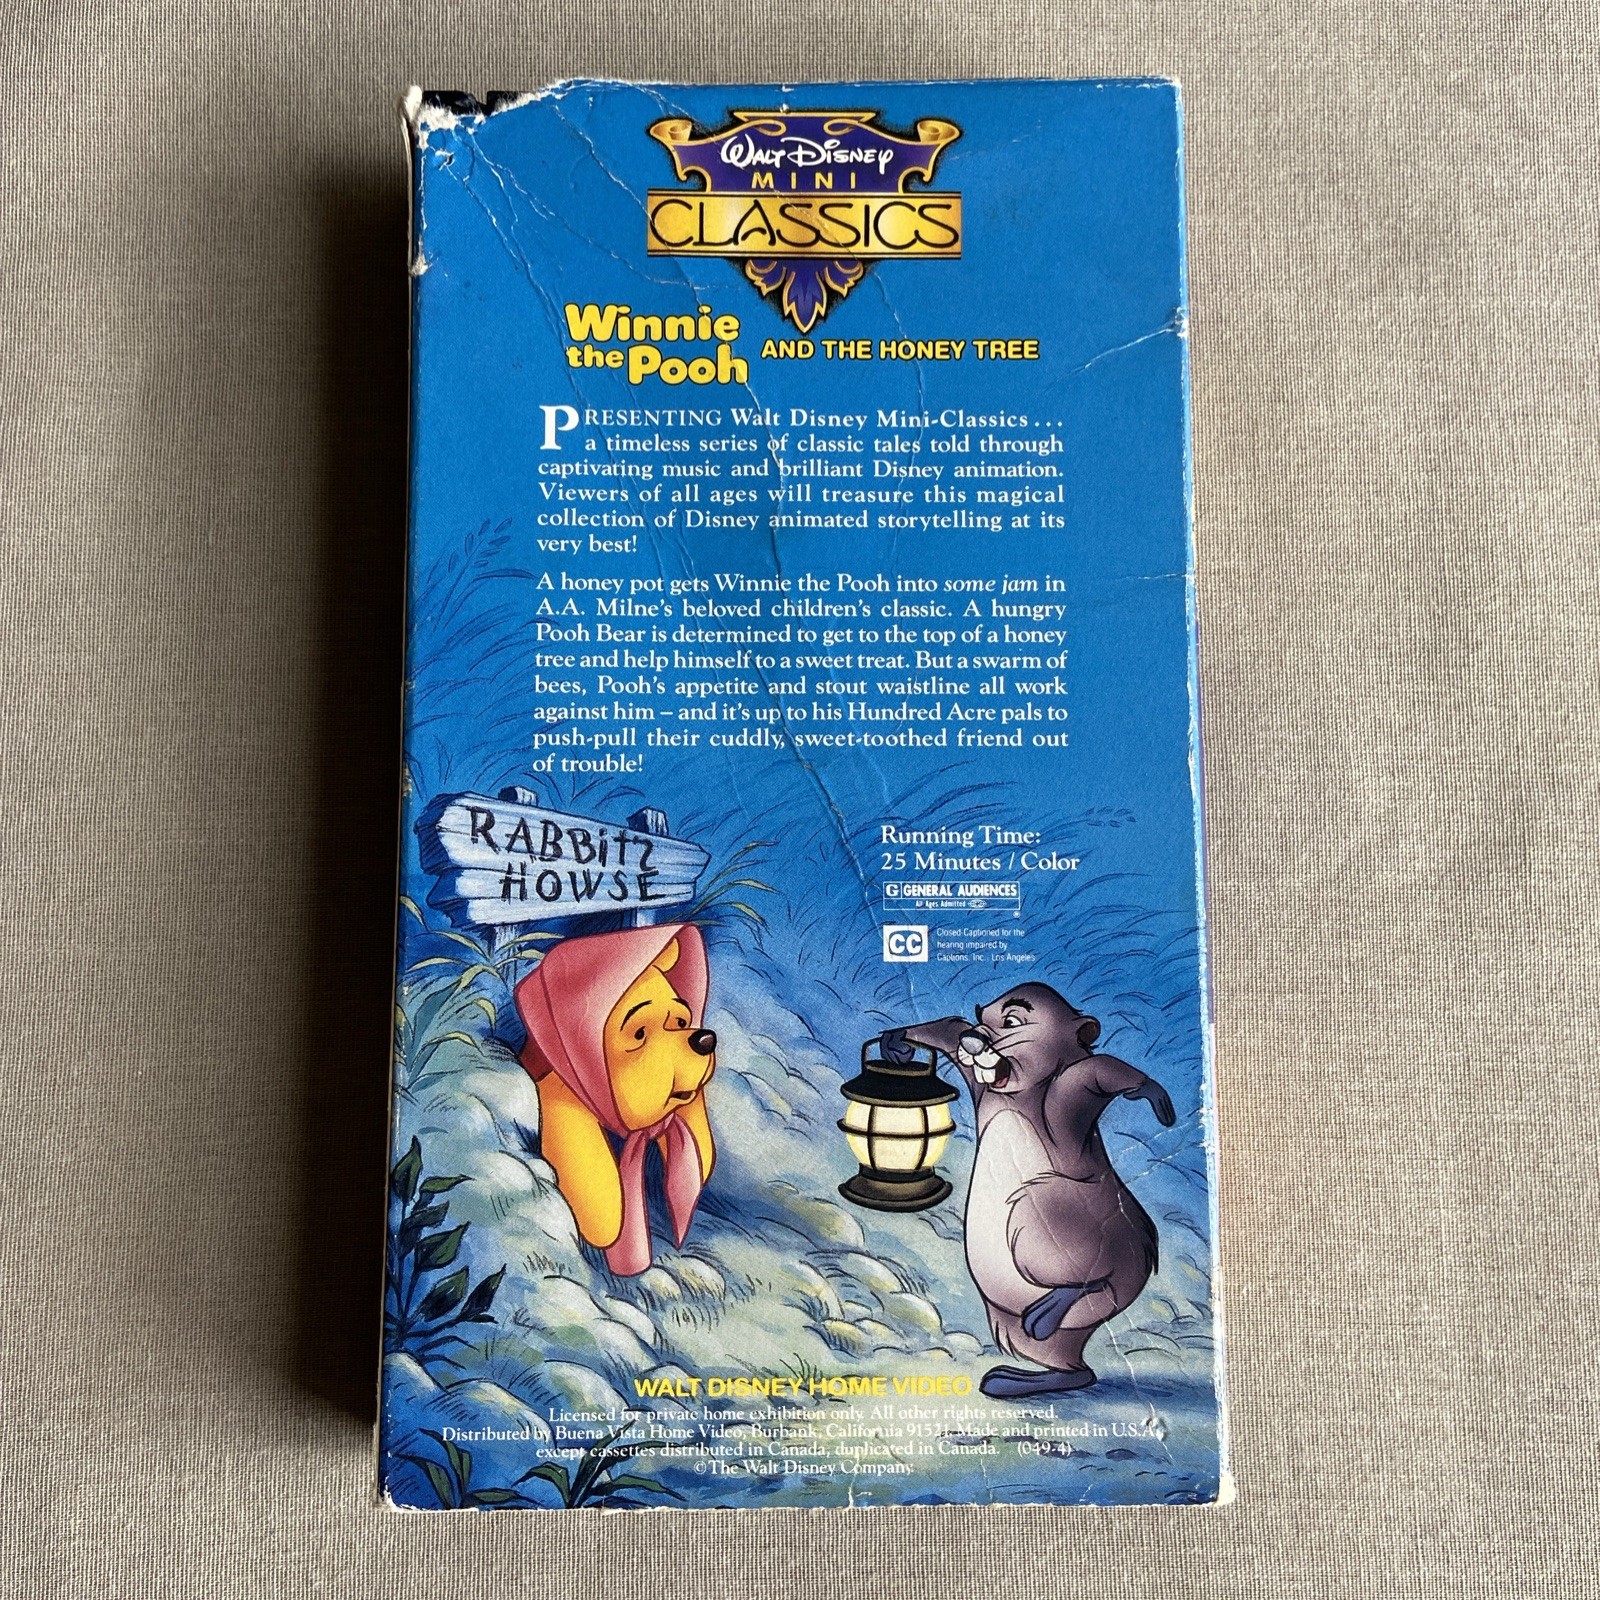 WALT DISNEY
MINI
CLASSICS
Winnie
the Pooh
AND THE HONEY TREE
PRESENTING Walt Disney Mini-Classics...
a timeless series of classic tales told through
captivating music and brilliant Disney animation.
Viewers of all ages will treasure this magical
collection of Disney animated storytelling at its
very best!
A honey pot gets Winnie the Pooh into some jam in
A.A. Milne's beloved children's classic. A hungry
Pooh Bear is determined to get to the top of a honey
tree and help himself to a sweet treat. But a swarm of
bees, Pooh's appetite and stout waistline all work
against him – and it's up to his Hundred Acre pals to
push-pull their cuddly, sweet-toothed friend out
of trouble!
RABBitS
HOWSE
Running Time:
25 Minutes / Color
G GENERAL AUDIENCES
All Ages Admitted
®
CC
Closed Captioned for the
hearing impaired by
Captions, Inc. Los Angeles
WALT DISNEY HOME VIDEO
Licensed for private home exhibition only. All other rights reserved.
Distributed by Buena Vista Home Video, Burbank, California 91521. Made and printed in U.S.A.
except cassettes distributed in Canada, duplicated in Canada. (049-4)
©The Walt Disney Company.